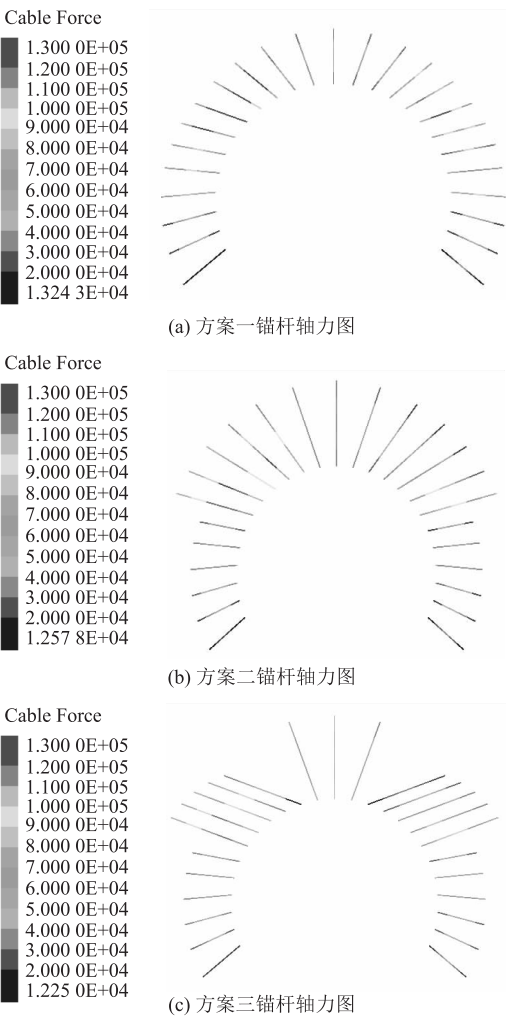 Cable Force
1.300 0E+05
1.200 0E+05
1.100 0E+05
1.000 0E+05
9.000 0E+04
8.000 0E+04
7.000 0E+04
6.000 0E+04
5.000 0E+04
4.000 0E+04
3.000 0E+04
2.000 0E+04
1.324 3E+04
(a) 方案一锚杆轴力图
Cable Force
1.300 0E+05
1.200 0E+05
1.100 0E+04
1.000 0E+05
9.000 0E+04
8.000 0E+04
7.000 0E+04
6.000 0E+04
5.000 0E+04
4.000 0E+04
3.000 0E+04
2.000 0E+04
1.257 8E+04
(b) 方案二锚杆轴力图
Cable Force
1.300 0E+05
1.200 0E+05
1.100 0E+05
1.000 0E+05
9.000 0E+04
8.000 0E+04
7.000 0E+04
6.000 0E+04
5.000 0E+04
4.000 0E+04
3.000 0E+04
2.000 0E+04
1.225 0E+04
(c) 方案三锚杆轴力图